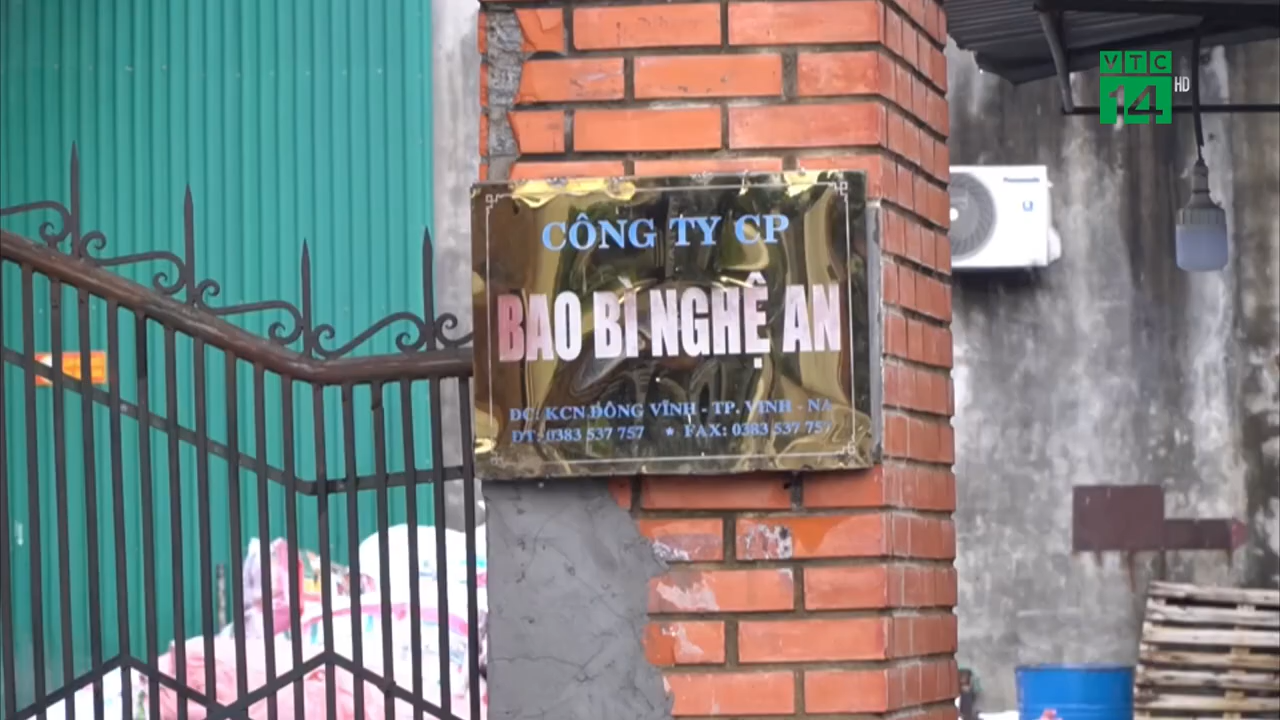 VTC
14 HD
CÔNG TY CP
BAO BÌ NGHỆ AN
ĐC: KCN ĐÔNG VĨNH - TP. VINH - NA
ĐT: 0383 537 757 * FAX: 0383 537 757